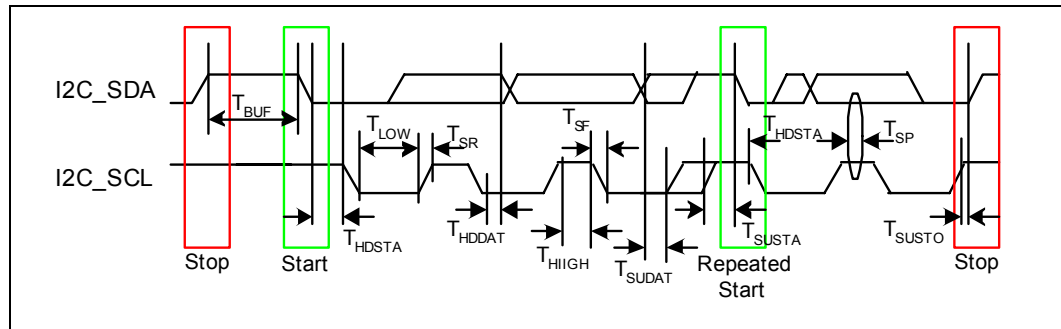 I2C_SDA
I2C_SCL
TBUF
TLOW
TSR
TSF
THDSTA
TSP
THDSTA
THDDAT
THIIGH
TSUDAT
TSUSTA
TSUSTO
Stop
Start
Repeated
Start
Stop